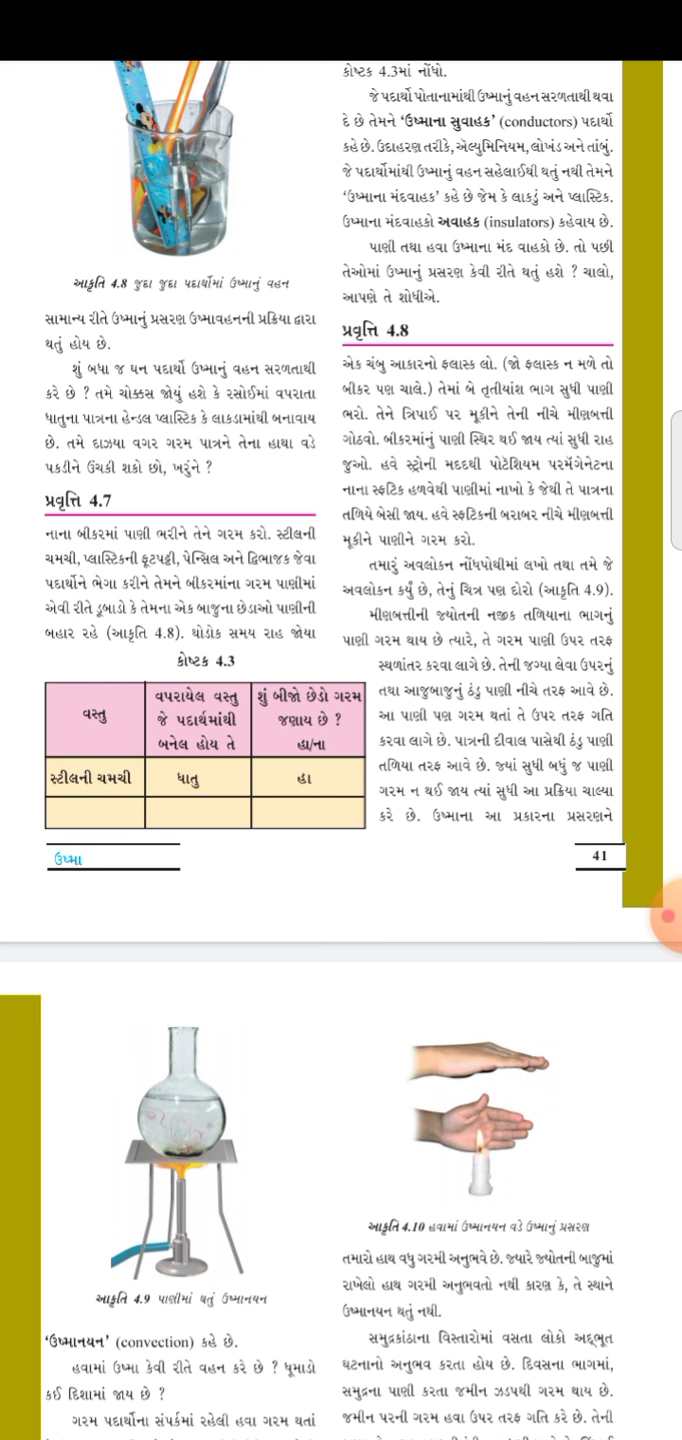 આકૃતિ 4.8 જુદા જુદા પદાર્થોમાં ઉષ્માનું વહન
સામાન્ય રીતે ઉષ્માનું પ્રસરણ ઉષ્માવહનની પ્રક્રિયા દ્વારા
થતું હોય છે.
શું બધા જ ઘન પદાર્થો ઉષ્માનું વહન સરળતાથી
કરે છે ? તમે ચોક્કસ જોયું હશે કે રસોઈમાં વપરાતા
ધાતુના પાત્રના હેન્ડલ પ્લાસ્ટિક કે લાકડામાંથી બનાવાય
છે. તમે દાઝયા વગર ગરમ પાત્રને તેના હાથા વડે
પકડીને ઉંચકી શકો છો, ખરુંને ?
પ્રવૃત્તિ 4.7
નાના બીકરમાં પાણી ભરીને તેને ગરમ કરો. સ્ટીલની
ચમચી, પ્લાસ્ટિકની ફૂટપટ્ટી, પેન્સિલ અને દ્વિભાજક જેવા
પદાર્થોને ભેગા કરીને તેમને બીકરમાંના ગરમ પાણીમાં
એવી રીતે ડૂબાડો કે તેમના એક બાજુના છેડાઓ પાણીની
બહાર રહે (આકૃતિ 4.8). થોડોક સમય રાહ જોયા
કોષ્ટક 4.3
વસ્તુ
વપરાયેલ વસ્તુ
જે પદાર્થમાંથી
બનેલ હોય તે
શું બીજો છેડો ગરમ
જણાય છે ?
હા/ના
સ્ટીલની ચમચી
ધાતુ
હા
કોષ્ટક 4.3માં નોંધો.
જે પદાર્થો પોતાનામાંથી ઉષ્માનું વહન સરળતાથી થવા
દે છે તેમને ‘ઉષ્માના સુવાહક’ (conductors) પદાર્થો
કહે છે. ઉદાહરણ તરીકે, ઍલ્યુમિનિયમ, લોખંડ અને તાંબું.
જે પદાર્થોમાંથી ઉષ્માનું વહન સહેલાઈથી થતું નથી તેમને
‘ઉષ્માના મંદવાહક’ કહે છે જેમ કે લાકડું અને પ્લાસ્ટિક.
ઉષ્માના મંદવાહકો અવાહક (insulators) કહેવાય છે.
પાણી તથા હવા ઉષ્માના મંદ વાહકો છે. તો પછી
તેઓમાં ઉષ્માનું પ્રસરણ કેવી રીતે થતું હશે ? ચાલો,
આપણે તે શોધીએ.
પ્રવૃત્તિ 4.8
એક ચંબુ આકારનો ફ્લાસ્ક લો. (જો ફ્લાસ્ક ન મળે તો
બીકર પણ ચાલે.) તેમાં બે તૃતીયાંશ ભાગ સુધી પાણી
ભરો. તેને ત્રિપાઈ પર મૂકીને તેની નીચે મીણબત્તી
ગોઠવો. બીકરમાંનું પાણી સ્થિર થઈ જાય ત્યાં સુધી રાહ
જુઓ. હવે સ્ટ્રોની મદદથી પોટેશિયમ પરમૅંગેનેટના
નાના સ્ફટિક હળવેથી પાણીમાં નાખો કે જેથી તે પાત્રના
તળિયે બેસી જાય. હવે સ્ફટિકની બરાબર નીચે મીણબત્તી
મૂકીને પાણીને ગરમ કરો.
તમારું અવલોકન નોંધપોથીમાં લખો તથા તમે જે
અવલોકન કર્યું છે, તેનું ચિત્ર પણ દોરો (આકૃતિ 4.9).
મીણબત્તીની જ્યોતની નજીક તળિયાના ભાગનું
પાણી ગરમ થાય છે ત્યારે, તે ગરમ પાણી ઉપર તરફ
સ્થળાંતર કરવા લાગે છે. તેની જગ્યા લેવા ઉપરનું
તથા આજુબાજુનું ઠંડુ પાણી નીચે તરફ આવે છે.
આ પાણી પણ ગરમ થતાં તે ઉપર તરફ ગતિ
કરવા લાગે છે. પાત્રની દીવાલ પાસેથી ઠંડુ પાણી
તળિયા તરફ આવે છે. જ્યાં સુધી બધું જ પાણી
ગરમ ન થઈ જાય ત્યાં સુધી આ પ્રક્રિયા ચાલ્યા
કરે છે. ઉષ્માના આ પ્રકારના પ્રસરણને
ઉષ્મા
41
આકૃતિ 4.9 પાણીમાં થતું ઉષ્માનયન
‘ઉષ્માનયન’ (convection) કહે છે.
હવામાં ઉષ્મા કેવી રીતે વહન કરે છે ? ધૂમાડો
કઈ દિશામાં જાય છે ?
ગરમ પદાર્થોના સંપર્કમાં રહેલી હવા ગરમ થતાં
આકૃતિ 4.10 હવામાં ઉષ્માનયન વડે ઉષ્માનું પ્રસરણ
તમારો હાથ વધુ ગરમી અનુભવે છે. જ્યારે જ્યોતની બાજુમાં
રાખેલો હાથ ગરમી અનુભવતો નથી કારણ કે, તે સ્થાને
ઉષ્માનયન થતું નથી.
સમુદ્રકાંઠાના વિસ્તારોમાં વસતા લોકો અદ્ભૂત
ઘટનાનો અનુભવ કરતા હોય છે. દિવસના ભાગમાં,
સમુદ્રના પાણી કરતા જમીન ઝડપથી ગરમ થાય છે.
જમીન પરની ગરમ હવા ઉપર તરફ ગતિ કરે છે. તેની